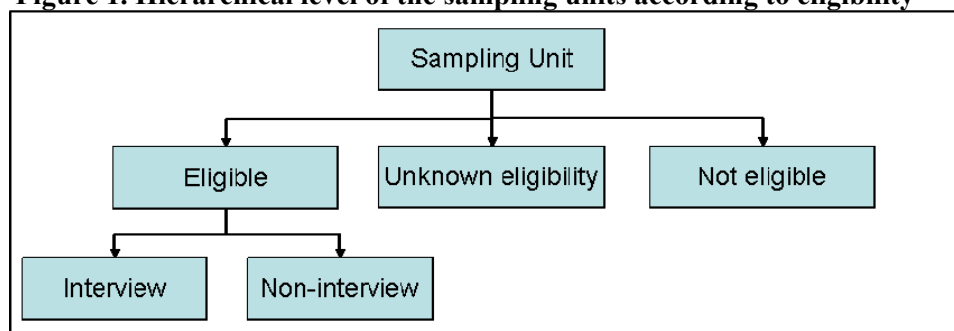 Figure 1. Hierarchical level of the sampling units according to eligibility
Sampling Unit
Eligible
Unknown eligibility
Not eligible
Interview
Non-interview